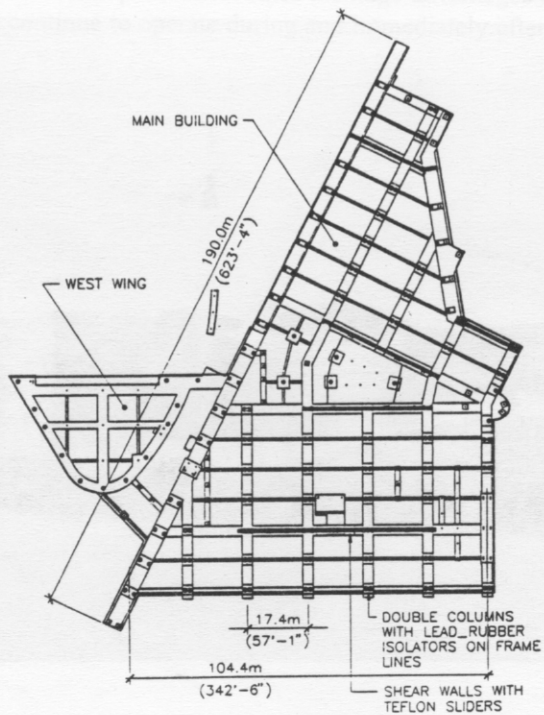 MAIN BUILDING
190.0m
(623'-4")
WEST WING
17.4m
(57'-1")
104.4m
(342'-6")
DOUBLE COLUMNS
WITH LEAD_RUBBER
ISOLATORS ON FRAME
LINES
SHEAR WALLS WITH
TEFLON SLIDERS